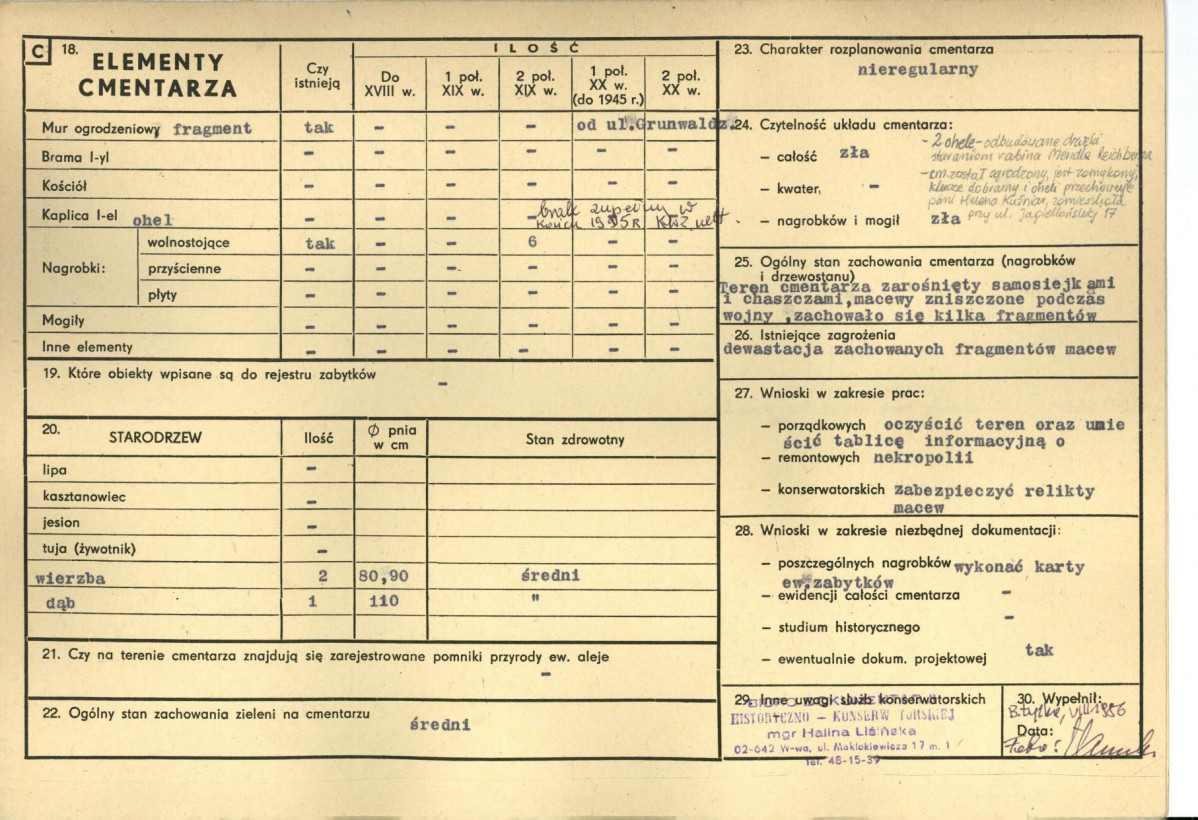 C 18. ELEMENTY CMENTARZA
Czy istnieją
ILOŚĆ
Do XVIII w.
1 poł. XIX w.
2 poł. XIX w.
1 poł. XX w. (do 1945 r.)
2 poł. XX w.
Mur ogrodzeniowy, fragment tak - - - od ul.Grunwaldz.
Brama I-yl - - - - - -
Kościół - - - - - -
Kaplica I-el ohel - - - -
brak zupełny w
1995 R.
Nagrobki:
wolnostojące tak - - 6 - -
przyścienne - - - - - -
płyty - - - - - -
Mogiły - - - - - -
Inne elementy - - - - - -
19. Które obiekty wpisane są do rejestru zabytków -
20. STARODRZEW Ilość Ø pnia w cm Stan zdrowotny
lipa -
kasztanowiec -
jesion -
tuja (żywotnik) -
wierzba 2 80,90 średni
dąb 1 110 "
21. Czy na terenie cmentarza znajdują się zarejestrowane pomniki przyrody ew. aleje
-
22. Ogólny stan zachowania zieleni na cmentarzu średni
23. Charakter rozplanowania cmentarza
nieregularny
24. Czytelność układu cmentarza:
— całość zła
— kwater, -
— nagrobków i mogił zła
- 2 ohele - odbudowane
staraniem rabina Mendla Reichberga
- cm. został ogrodzony, jest zamykany,
klucze do bramy i oheli przechowuje
pani Helena Kuśniar, zamieszkała
przy ul. Jagiellońskiej 17
25. Ogólny stan zachowania cmentarza (nagrobków
i drzewostanu)
Teren cmentarza zarośnięty samosiejkami
i chaszczami,macewy zniszczone podczas
wojny ,zachowało się kilka fragmentów
26. Istniejące zagrożenia
dewastacja zachowanych fragmentów macew
27. Wnioski w zakresie prac:
— porządkowych oczyścić teren oraz umie
ścić tablicę informacyjną o
— remontowych nekropolii
— konserwatorskich zabezpieczyć relikty
macew
28. Wnioski w zakresie niezbędnej dokumentacji:
— poszczególnych nagrobków wykonać karty
ew.zabytków
— ewidencji całości cmentarza -
— studium historycznego -
— ewentualnie dokum. projektowej tak
29. Inne uwagi służb konserwatorskich
HISTORYCZNO - KONSERWATORSKIEJ
mgr Halina Lisińska
02-642 W-wa, ul. Makłakiewicza 17 m. 1
tel. 48-15-39
30. Wypełnił:
Data: